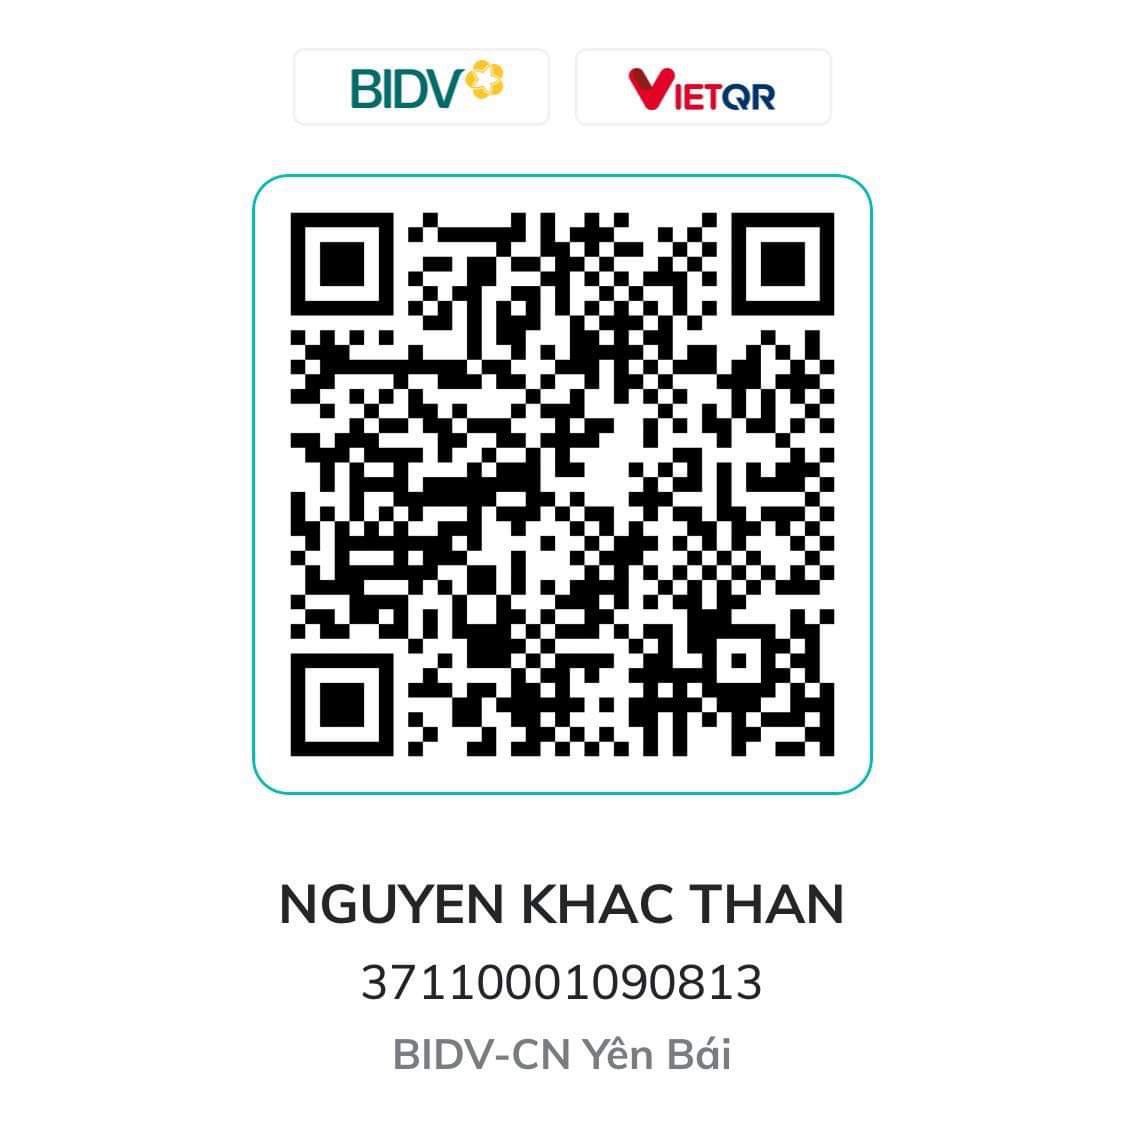 BIDV
VIETQR
NGUYEN KHAC THAN
37110001090813
BIDV-CN Yên Bái